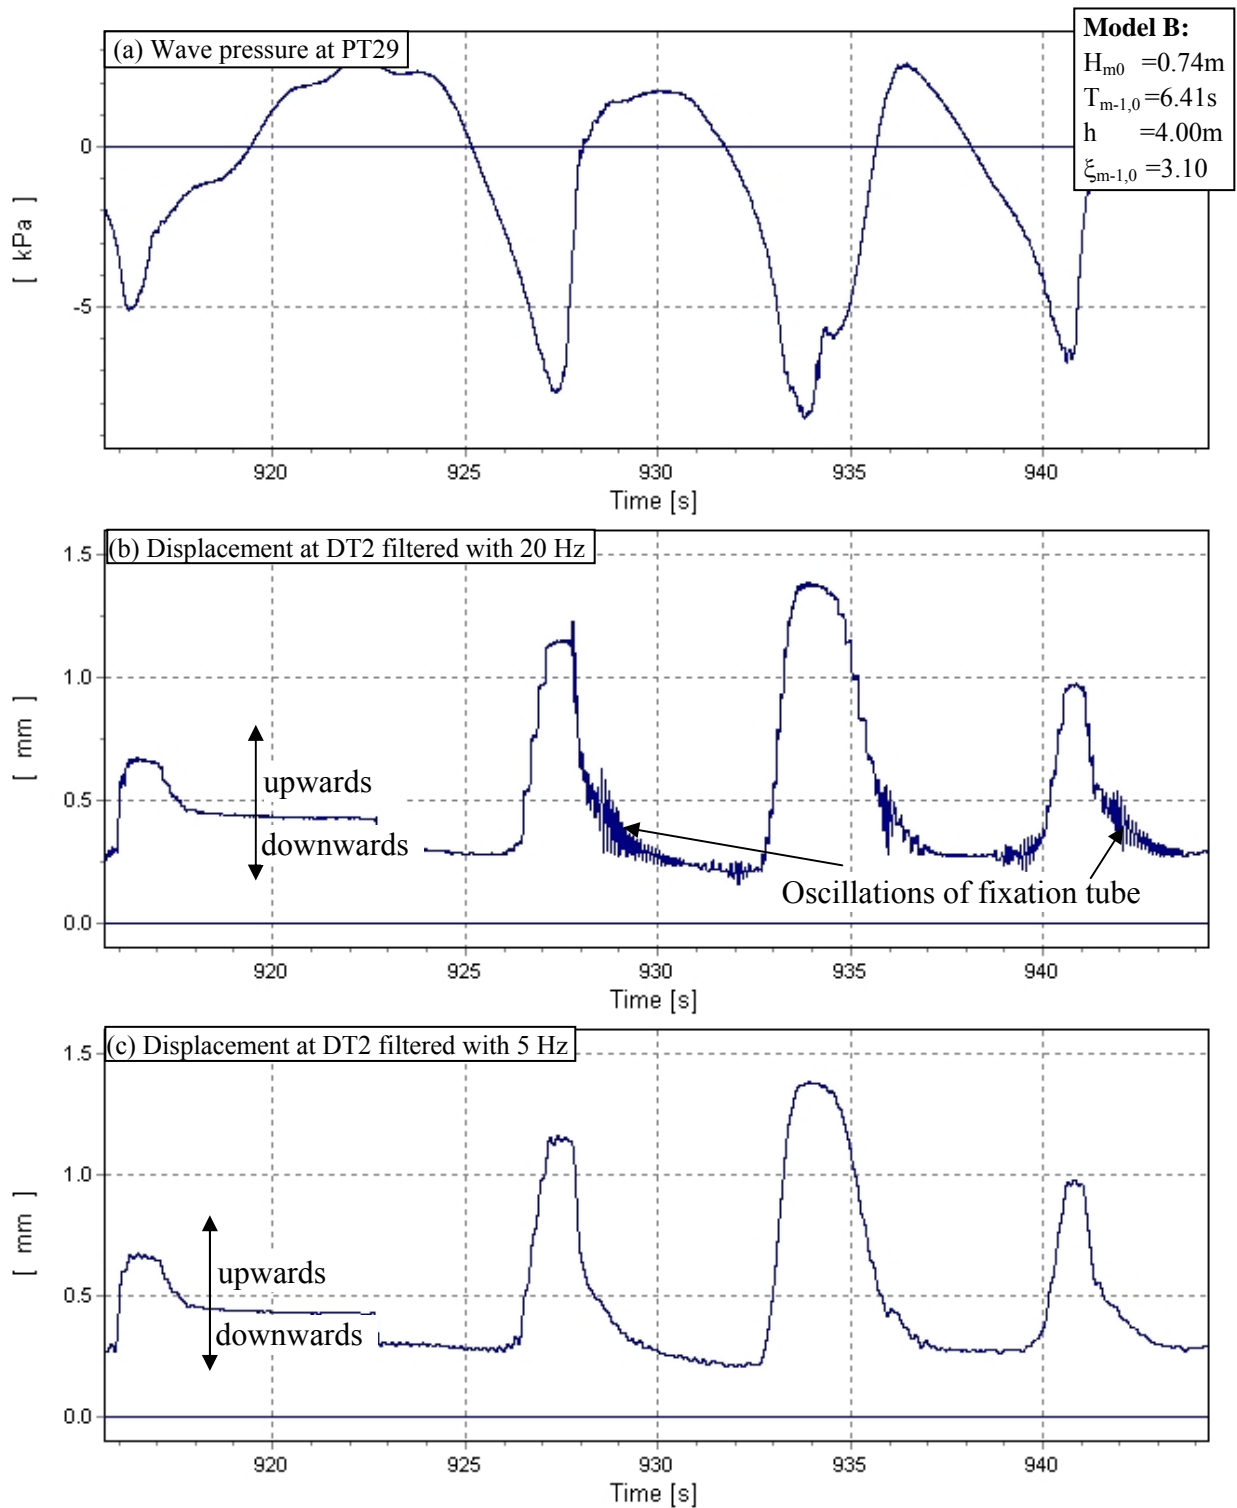 (a) Wave pressure at PT29
Model B:
Hm0 =0.74m
Tm-1,0 =6.41s
h =4.00m
ξm-1,0 =3.10
0
-5
[ kPa ]
920 925 930 935 940
Time [s]
(b) Displacement at DT2 filtered with 20 Hz
1.5
1.0
0.5
0.0
[ mm ]
upwards
downwards
Oscillations of fixation tube
920 925 930 935 940
Time [s]
(c) Displacement at DT2 filtered with 5 Hz
1.5
1.0
0.5
0.0
[ mm ]
upwards
downwards
920 925 930 935 940
Time [s]